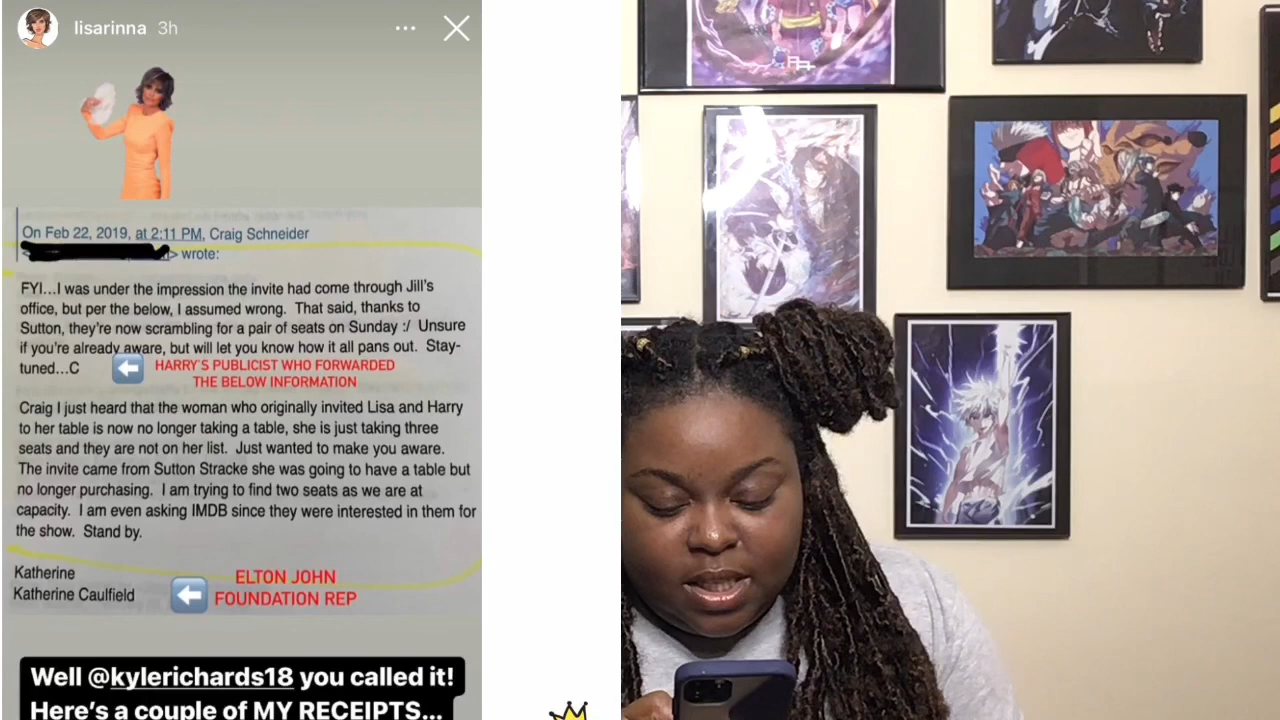 lisarinna 3h
On Feb 22, 2019, at 2:11 PM, Craig Schneider
> wrote:
FYI...I was under the impression the invite had come through Jill's
office, but per the below, I assumed wrong. That said, thanks to
Sutton, they're now scrambling for a pair of seats on Sunday :/ Unsure
if you're already aware, but will let you know how it all pans out. Stay-
tuned...C
HARRY'S PUBLICIST WHO FORWARDED
THE BELOW INFORMATION
Craig I just heard that the woman who originally invited Lisa and Harry
to her table is now no longer taking a table, she is just taking three
seats and they are not on her list. Just wanted to make you aware.
The invite came from Sutton Stracke she was going to have a table but
no longer purchasing. I am trying to find two seats as we are at
capacity. I am even asking IMDB since they were interested in them for
the show. Stand by.
Katherine
Katherine Caulfield
ELTON JOHN
FOUNDATION REP
Well @kylerichards18 you called it!
Here's a couple of MY RECEIPTS...